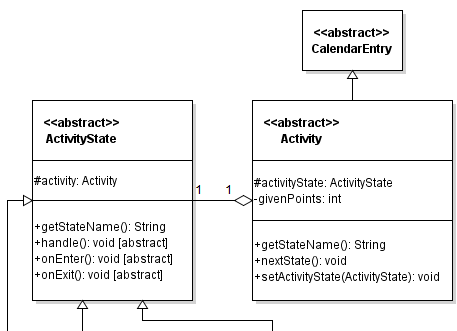 <<abstract>>
CalendarEntry
<<abstract>>
ActivityState
#activity: Activity
+getStateName(): String
+handle(): void [abstract]
+onEnter(): void [abstract]
+onExit(): void [abstract]
1
1
<<abstract>>
Activity
#activityState: ActivityState
-givenPoints: int
+getStateName(): String
+nextState(): void
+setActivityState(ActivityState): void